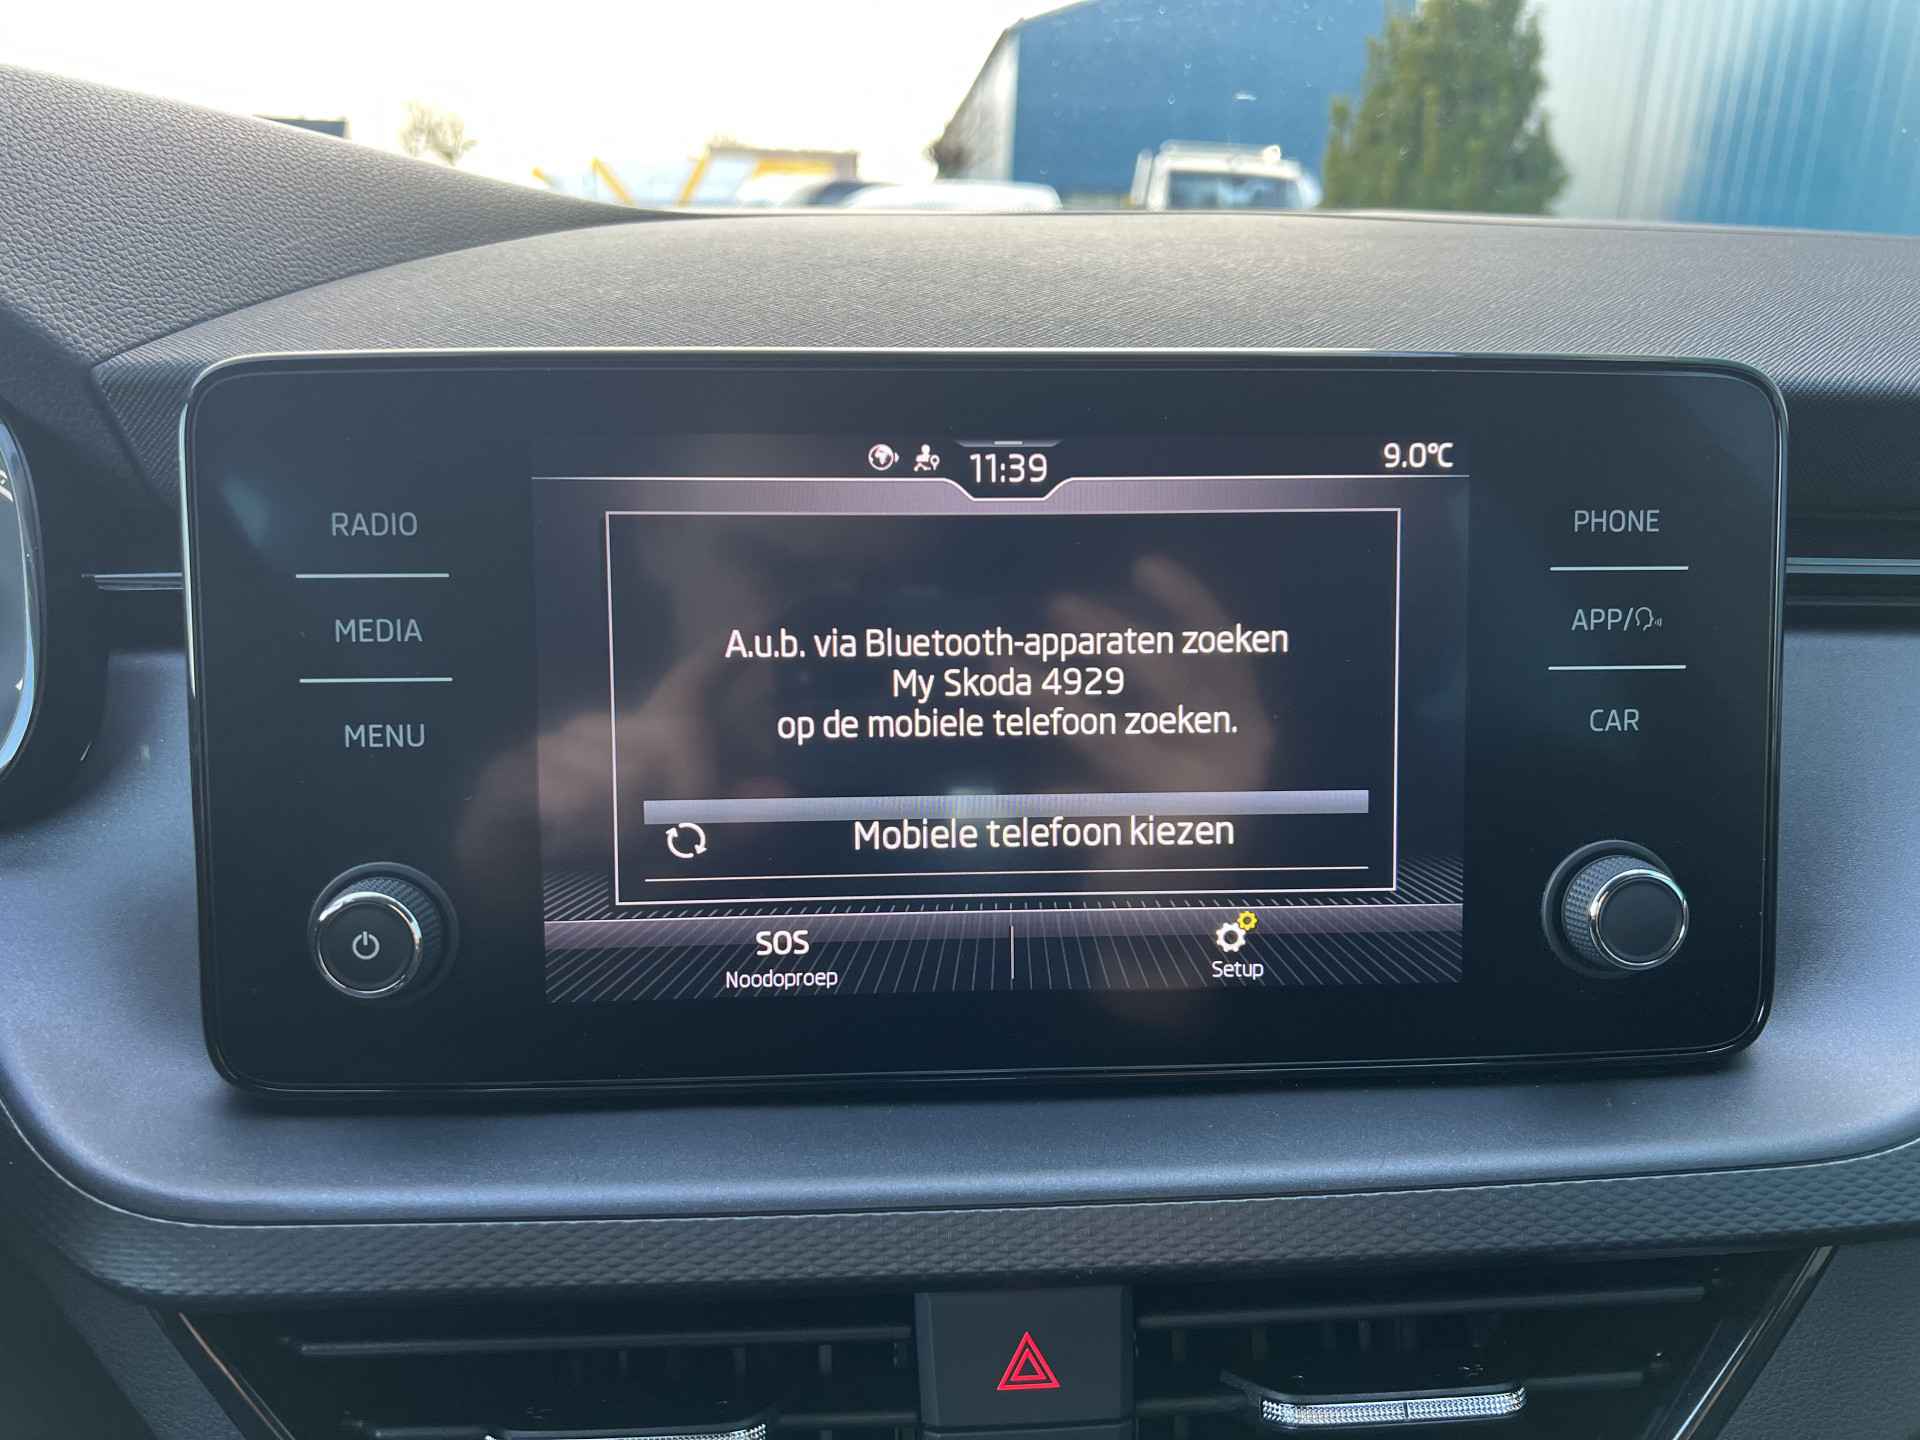 11:39
9.0°C
RADIO
MEDIA
MENU
A.u.b. via Bluetooth-apparaten zoeken
My Skoda 4929
op de mobiele telefoon zoeken.
Mobiele telefoon kiezen
SOS
Noodoproep
Setup
PHONE
APP/
CAR